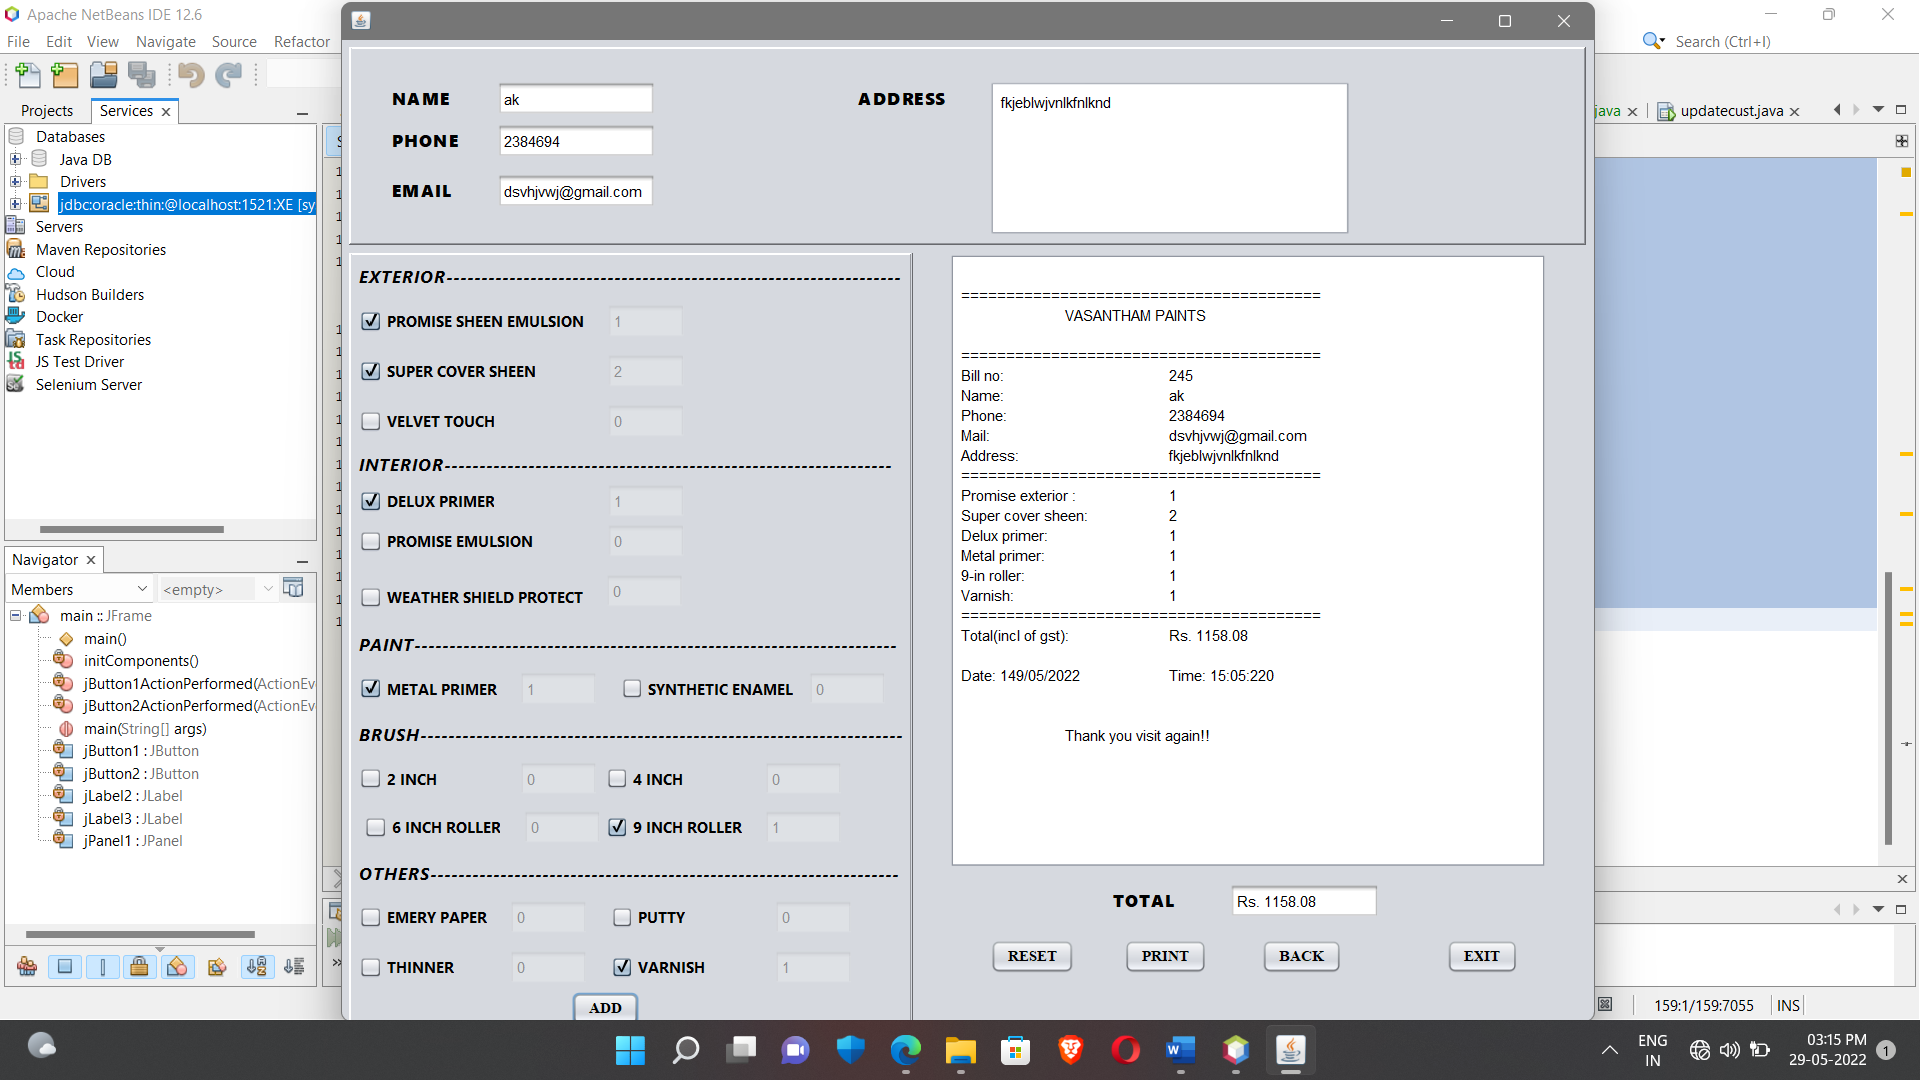 Apache NetBeans IDE 12.6
File Edit View Navigate Source Refactor
Search (Ctrl+I)
Projects Services
Databases
Java DB
Drivers
jdbc:oracle:thin:@localhost:1521:XE [sy
Servers
Maven Repositories
Cloud
Hudson Builders
Docker
Task Repositories
JS Test Driver
Selenium Server
Navigator
Members
<empty>
main :: JFrame
main()
initComponents()
jButton1ActionPerformed(ActionEv
jButton2ActionPerformed(ActionEv
main(String[] args)
jButton1 : JButton
jButton2 : JButton
jLabel2 : JLabel
jLabel3 : JLabel
jPanel1 : JPanel
NAME ak
PHONE 2384694
EMAIL dsvhjvwj@gmail.com
ADDRESS fkjeblwjvnlkfnlknd
EXTERIOR----------------------------------------------------------------
PROMISE SHEEN EMULSION 1
SUPER COVER SHEEN 2
VELVET TOUCH 0
INTERIOR---------------------------------------------------------------
DELUX PRIMER 1
PROMISE EMULSION 0
WEATHER SHIELD PROTECT 0
PAINT--------------------------------------------------------------------
METAL PRIMER 1 SYNTHETIC ENAMEL 0
BRUSH--------------------------------------------------------------------
2 INCH 0 4 INCH 0
6 INCH ROLLER 0 9 INCH ROLLER 1
OTHERS------------------------------------------------------------------
EMERY PAPER 0 PUTTY 0
THINNER 0 VARNISH 1
ADD
========================================
VASANTHAM PAINTS
========================================
Bill no: 245
Name: ak
Phone: 2384694
Mail: dsvhjvwj@gmail.com
Address: fkjeblwjvnlkfnlknd
========================================
Promise exterior : 1
Super cover sheen: 2
Delux primer: 1
Metal primer: 1
9-in roller: 1
Varnish: 1
========================================
Total(incl of gst): Rs. 1158.08
Date: 149/05/2022 Time: 15:05:220
Thank you visit again!!
TOTAL Rs. 1158.08
RESET PRINT BACK EXIT
java updatecust.java
159:1/159:7055 INS
ENG
IN
03:15 PM
29-05-2022
1